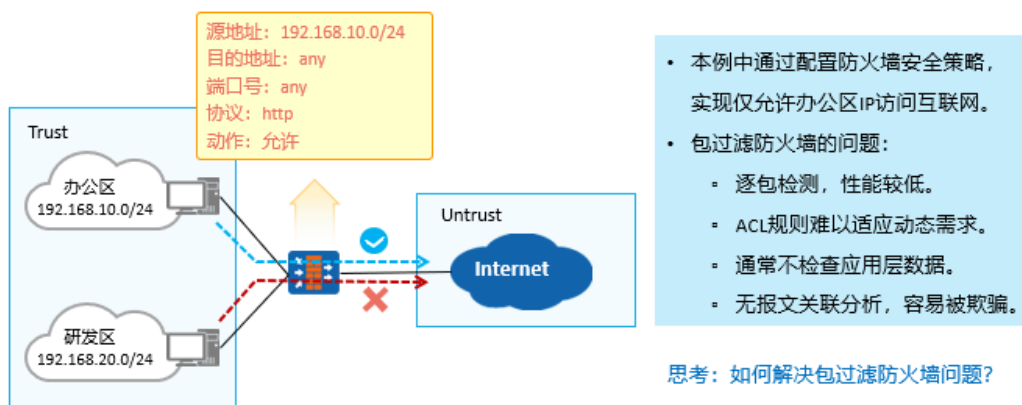 源地址：192.168.10.0/24
目的地址：any
端口号：any
协议：http
动作：允许
Trust
办公区
192.168.10.0/24
研发区
192.168.20.0/24
Untrust
Internet
• 本例中通过配置防火墙安全策略，
实现仅允许办公区IP访问互联网。
• 包过滤防火墙的问题：
▫ 逐包检测，性能较低。
▫ ACL规则难以适应动态需求。
▫ 通常不检查应用层数据。
▫ 无报文关联分析，容易被欺骗。
思考：如何解决包过滤防火墙问题？